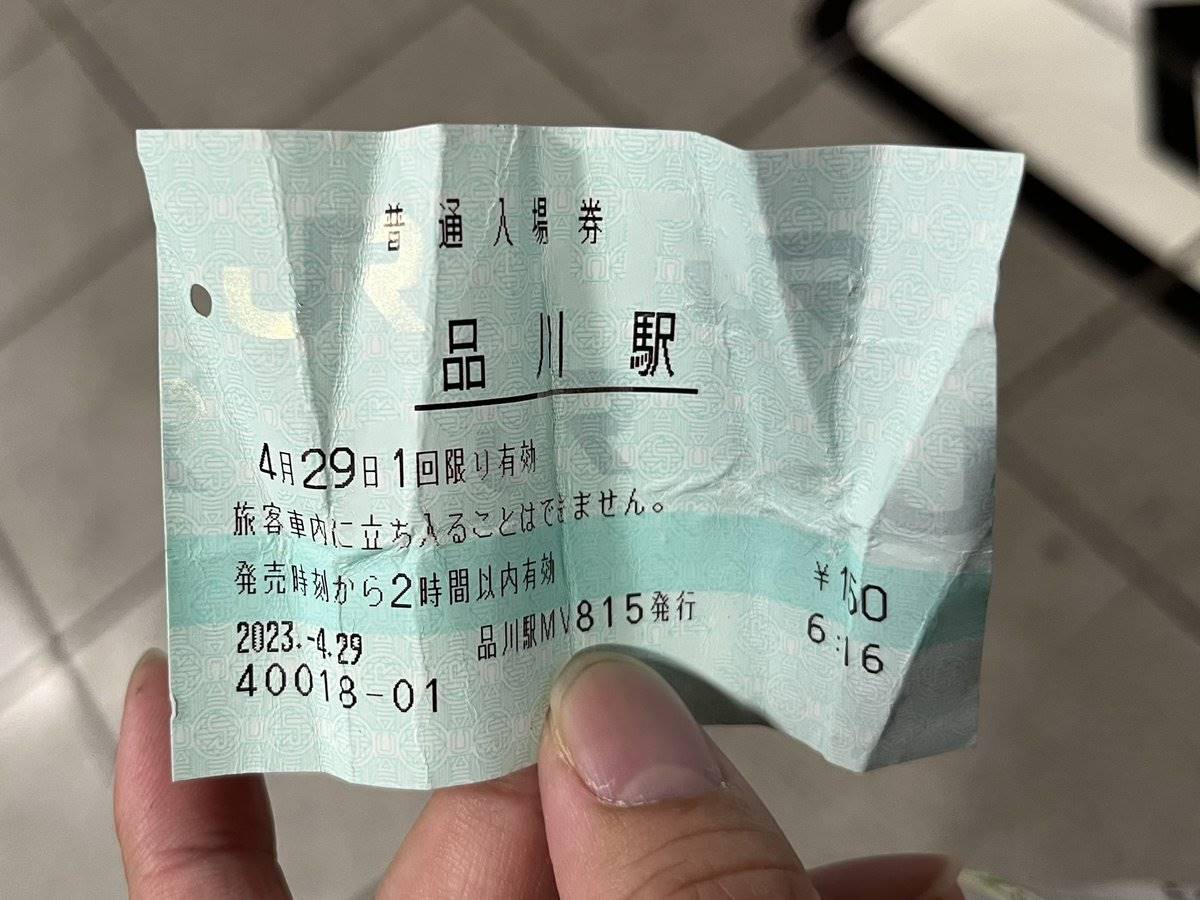 普通入場券
品川駅
4月29日1回限り有効
旅客車内に立ち入ることはできません。
発売時刻から2時間以内有効
¥150
2023.-4.29
品川駅MV815発行
6:16
40018-01